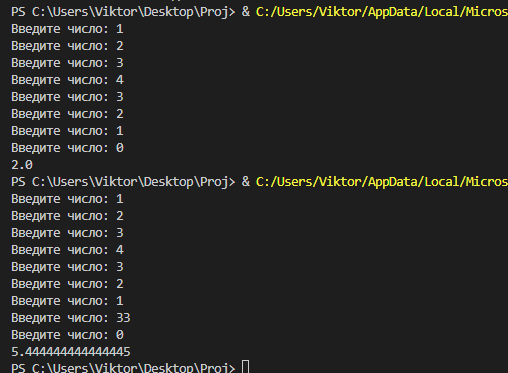 PS C:\Users\Viktor\Desktop\Proj> & C:/Users/Viktor/AppData/Local/Micros
Введите число: 1
Введите число: 2
Введите число: 3
Введите число: 4
Введите число: 3
Введите число: 2
Введите число: 1
Введите число: 0
2.0
PS C:\Users\Viktor\Desktop\Proj> & C:/Users/Viktor/AppData/Local/Micros
Введите число: 1
Введите число: 2
Введите число: 3
Введите число: 4
Введите число: 3
Введите число: 2
Введите число: 1
Введите число: 33
Введите число: 0
5.444444444444445
PS C:\Users\Viktor\Desktop\Proj>